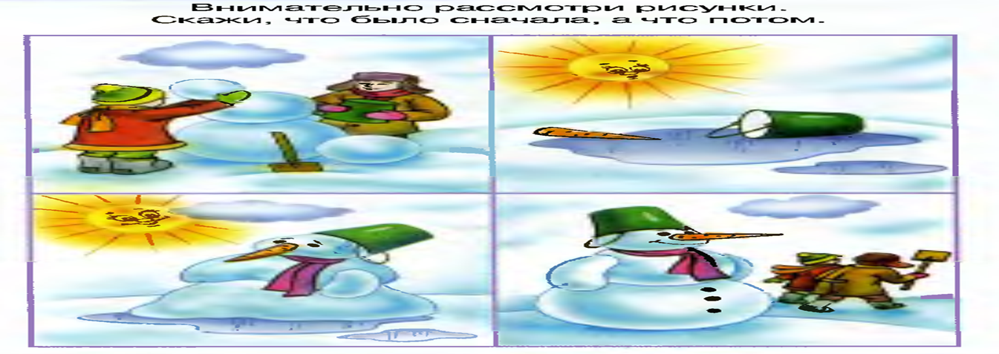 Внимательно рассмотри рисунки.
Скажи, что было сначала, а что потом.